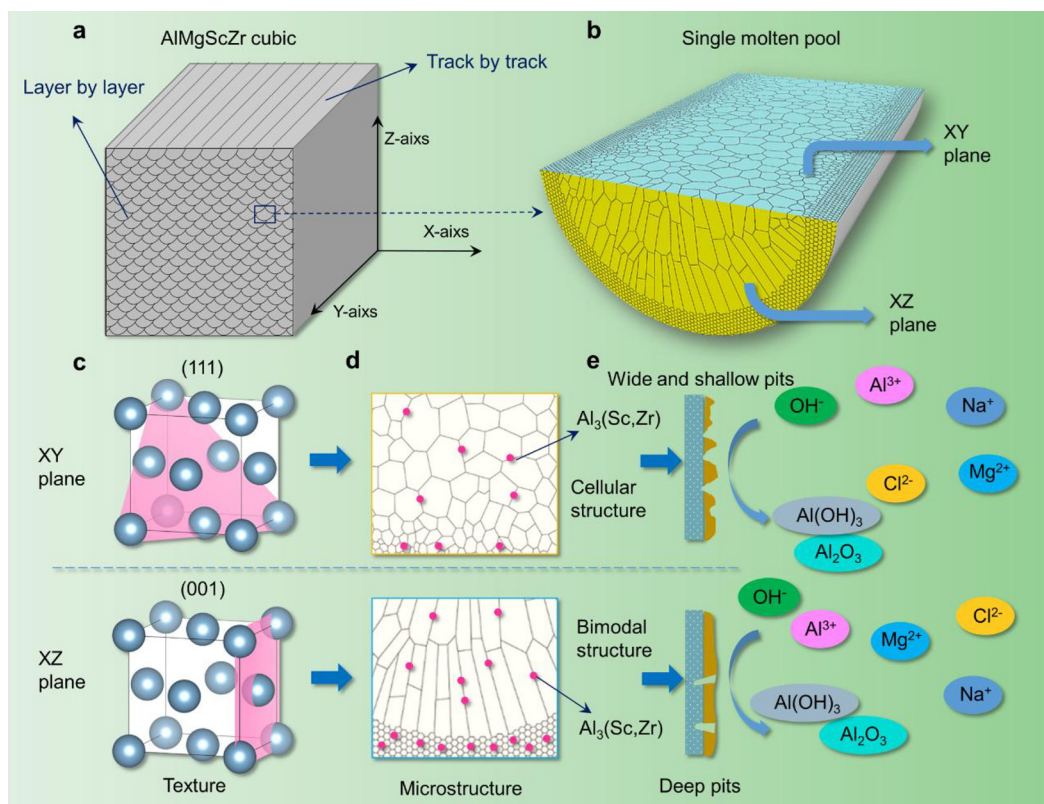 a
AlMgScZr cubic
Track by track
Layer by layer
Z-aixs
X-aixs
Y-aixs
b
Single molten pool
XY
plane
XZ
plane
c
(111)
XY
plane
(001)
XZ
plane
Texture
d
Al₃(Sc,Zr)
Cellular
structure
Bimodal
structure
Al₃(Sc,Zr)
Microstructure
e
Wide and shallow pits
OH⁻
Al³⁺
Na⁺
Cl²⁻
Mg²⁺
Al(OH)₃
Al₂O₃
OH⁻
Al³⁺
Mg²⁺
Cl²⁻
Na⁺
Al(OH)₃
Al₂O₃
Deep pits